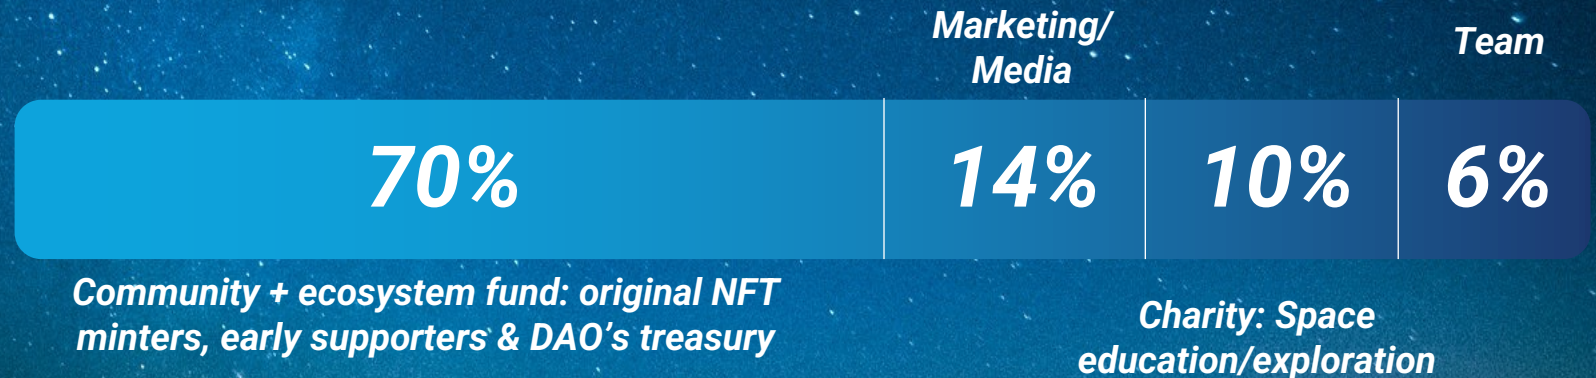 Marketing/
Media
Team
70%
14%
10%
6%
Community + ecosystem fund: original NFT
minters, early supporters & DAO’s treasury
Charity: Space
education/exploration